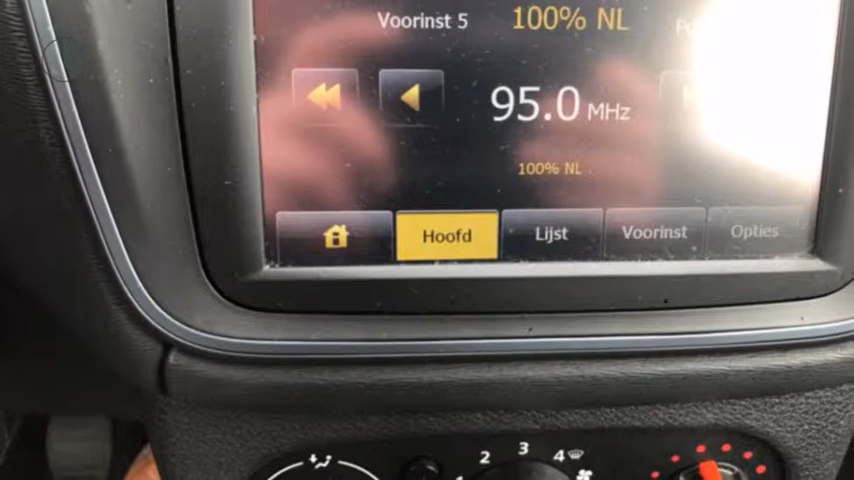 Voorinst 5 100% NL
95.0 MHz
100% NL
Hoofd Lijst Voorinst Opties
2 3 4